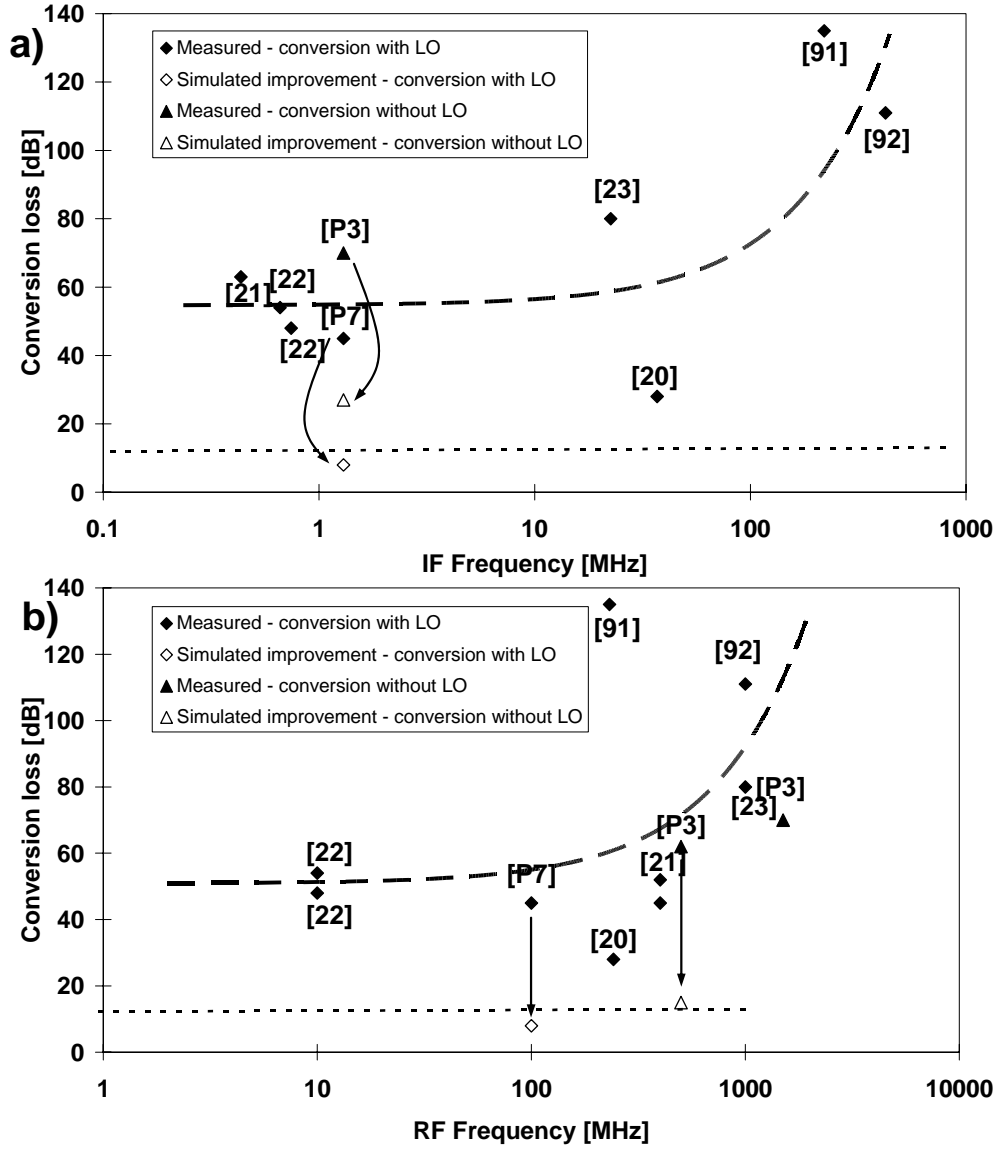 a)
Conversion loss [dB]
140
120
100
80
60
40
20
0
Measured - conversion with LO
Simulated improvement - conversion with LO
Measured - conversion without LO
Simulated improvement - conversion without LO
[91]
[92]
[23]
[P3]
[22]
[21]
[P7]
[22]
[20]
0.1 1 10 100 1000
IF Frequency [MHz]
b)
Conversion loss [dB]
140
120
100
80
60
40
20
0
Measured - conversion with LO
Simulated improvement - conversion with LO
Measured - conversion without LO
Simulated improvement - conversion without LO
[91]
[92]
[P3]
[23]
[P3]
[22]
[21]
[P7]
[22]
[20]
1 10 100 1000 10000
RF Frequency [MHz]